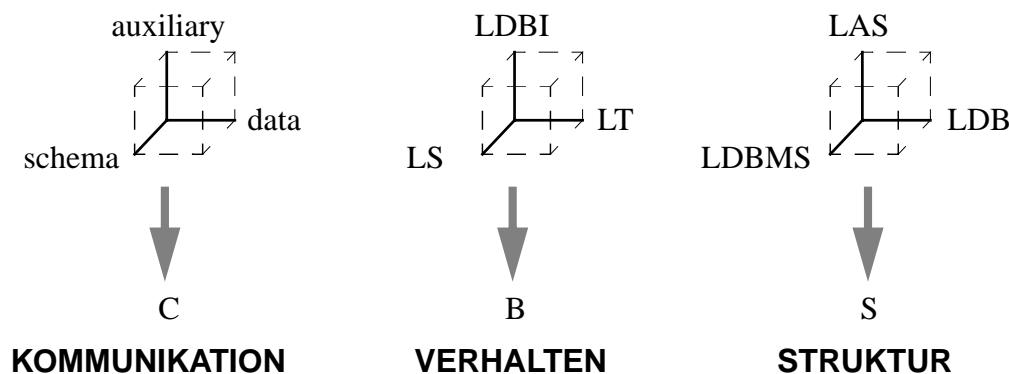 auxiliary LDBI LAS
data LT LDB
schema LS LDBMS
C B S
KOMMUNIKATION VERHALTEN STRUKTUR